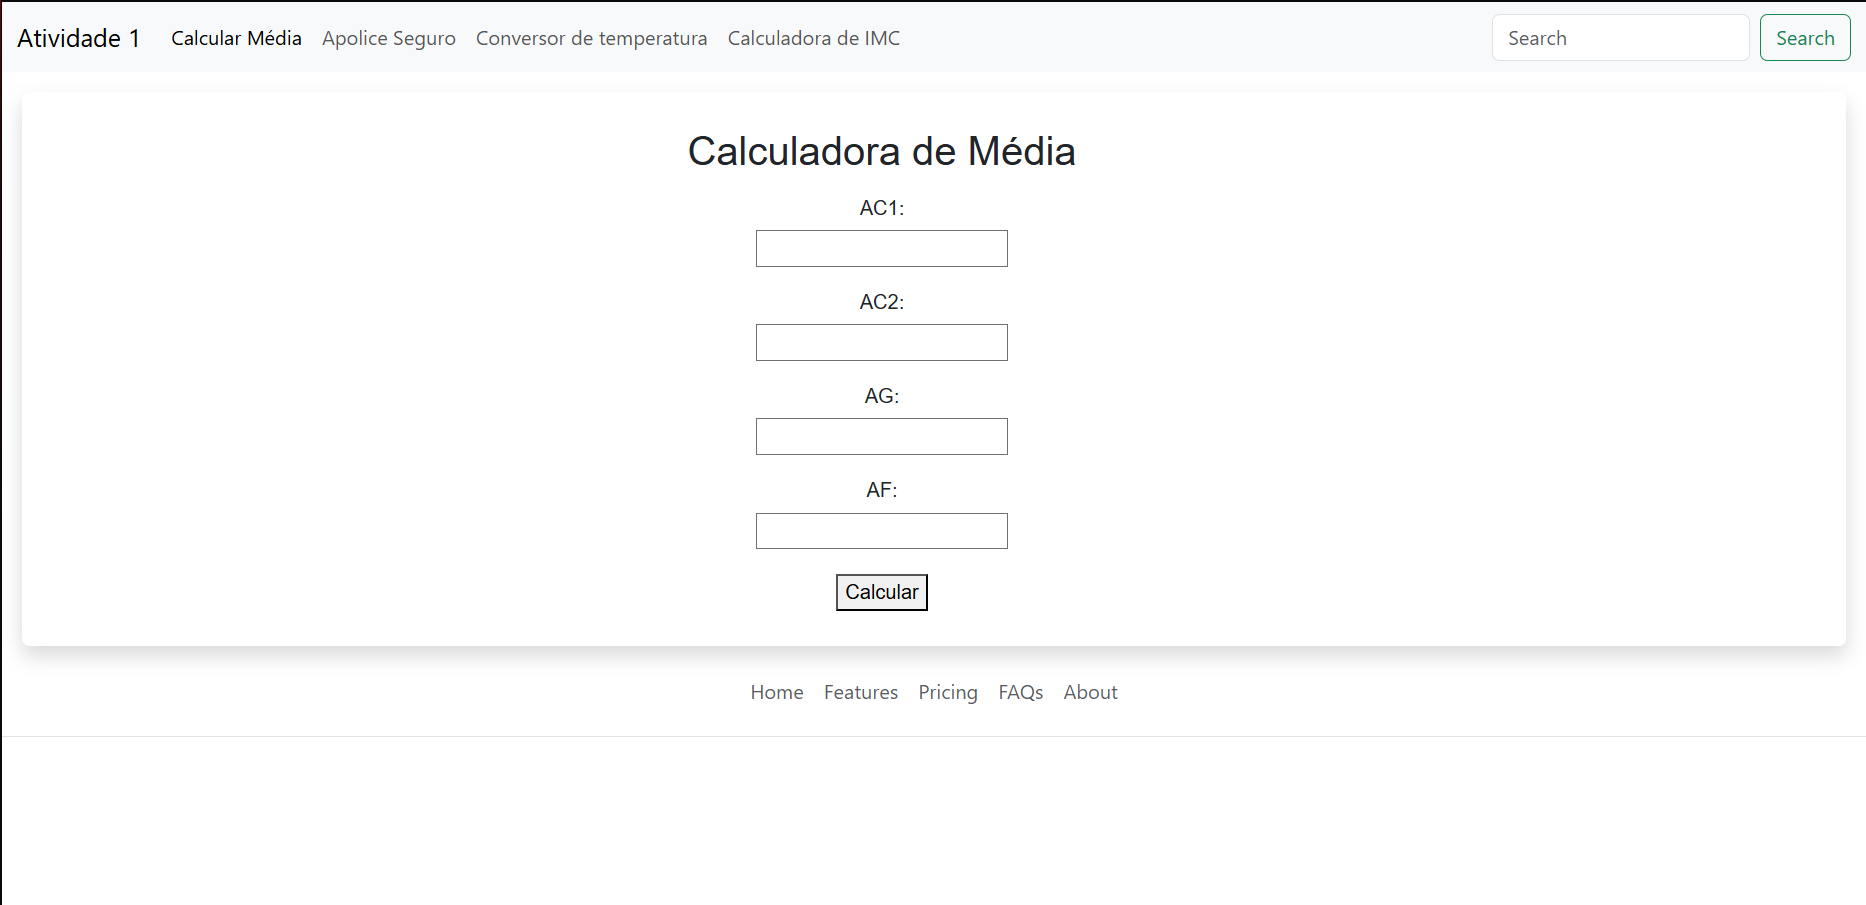 Atividade 1 Calcular Média Apolice Seguro Conversor de temperatura Calculadora de IMC Search Search
Calculadora de Média
AC1:
AC2:
AG:
AF:
Calcular
Home Features Pricing FAQs About